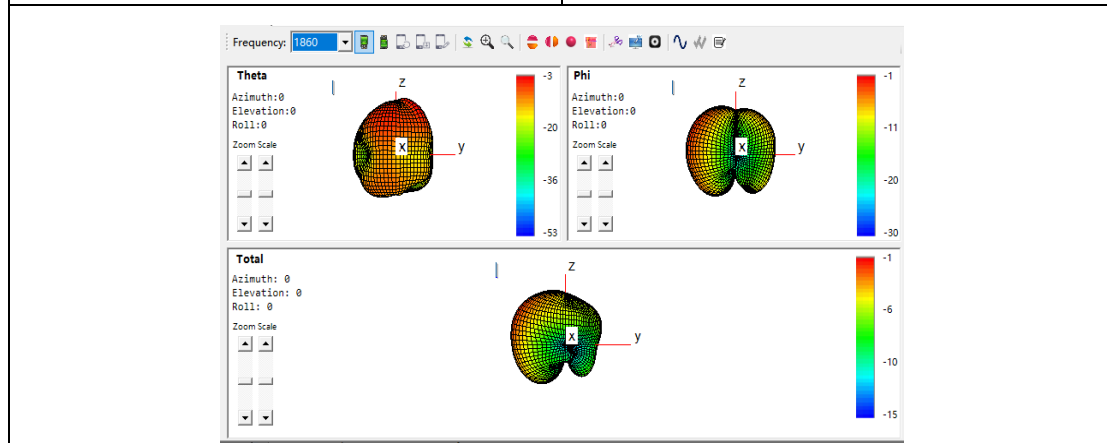 Frequency: 1860
Theta
Azimuth:0
Elevation:0
Roll:0
Zoom Scale
z
x
y
-3
-20
-36
-53
Phi
Azimuth:0
Elevation:0
Roll:0
Zoom Scale
z
x
y
-1
-11
-20
-30
Total
Azimuth: 0
Elevation: 0
Roll: 0
Zoom Scale
z
x
y
-1
-6
-10
-15